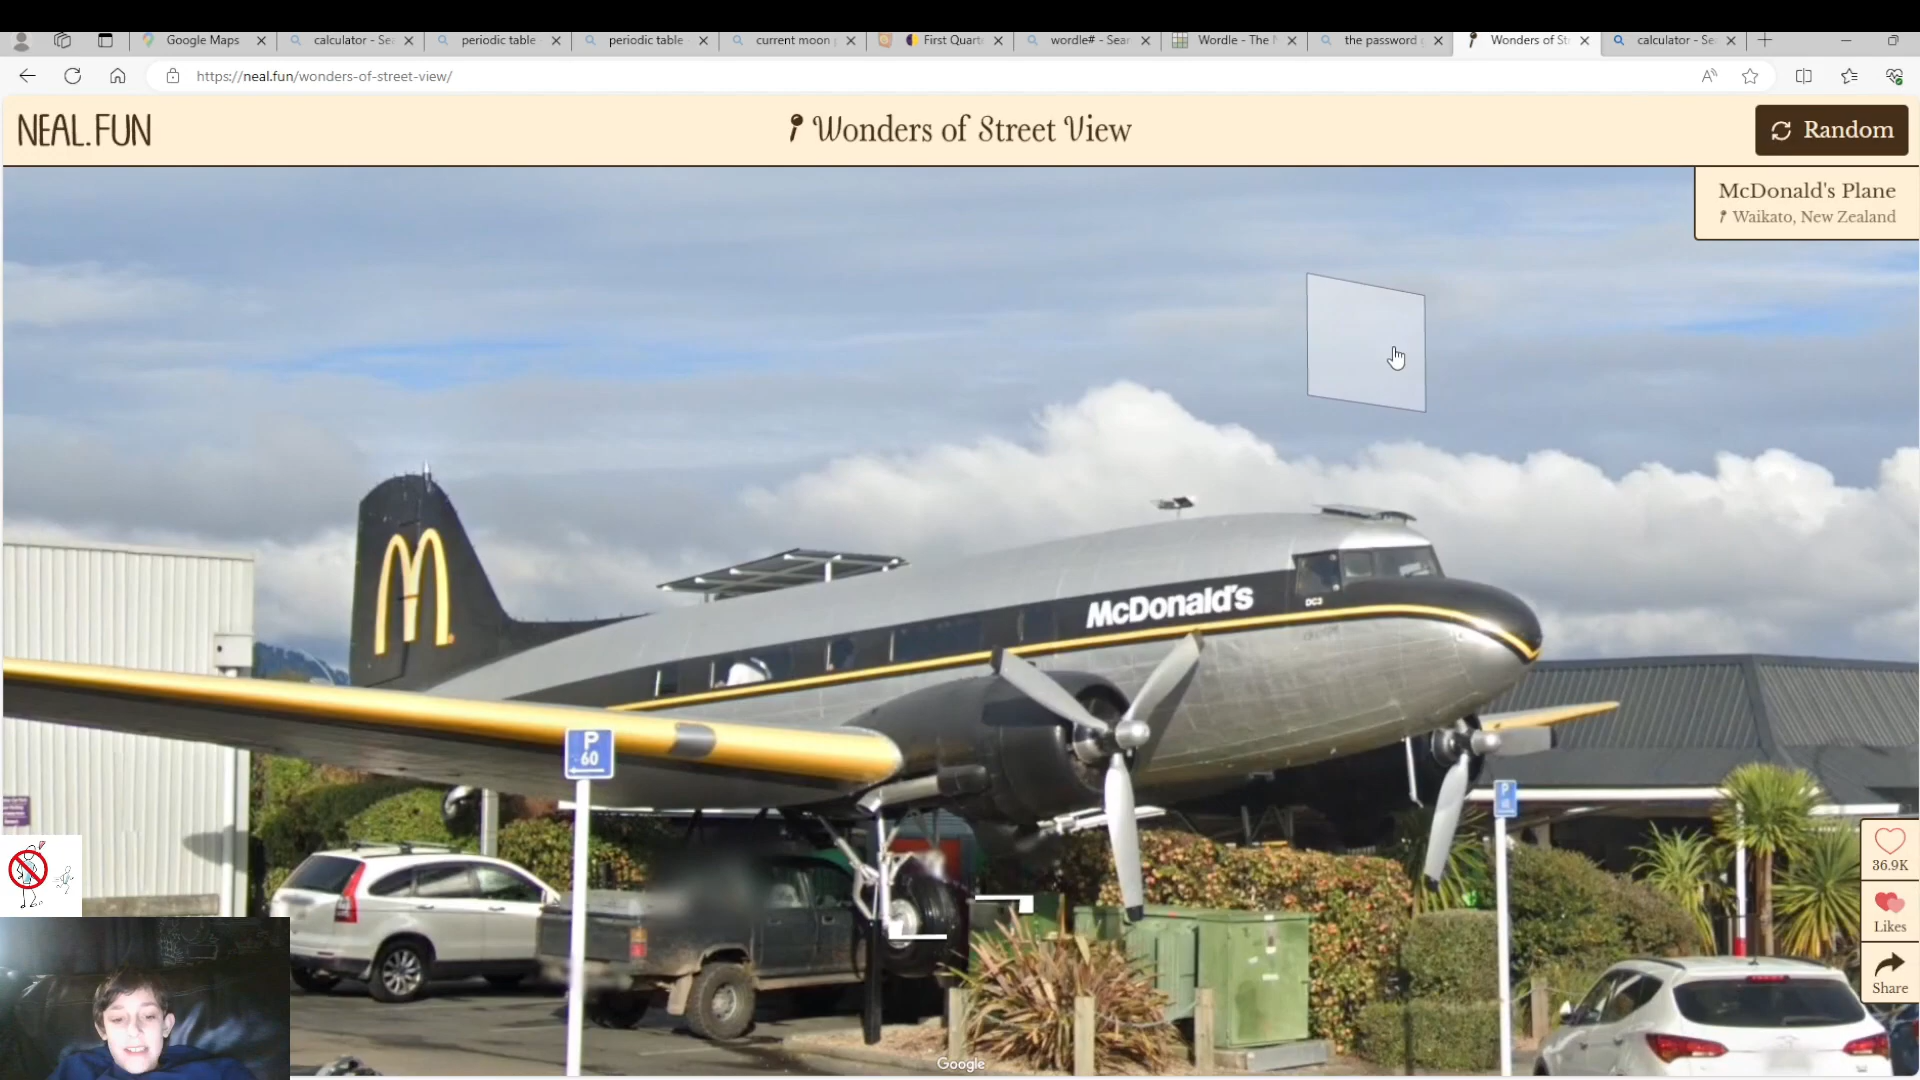 Google Maps
calculator - Se
periodic table
periodic table
current moon
First Quart
wordle# - Sear
Wordle - The
the password
Wonders of St
calculator - Se
https://neal.fun/wonders-of-street-view/
NEAL.FUN
Wonders of Street View
Random
McDonald's Plane
Waikato, New Zealand
McDonald's
DC3
P
60
P
36.9K
Likes
Share
Google